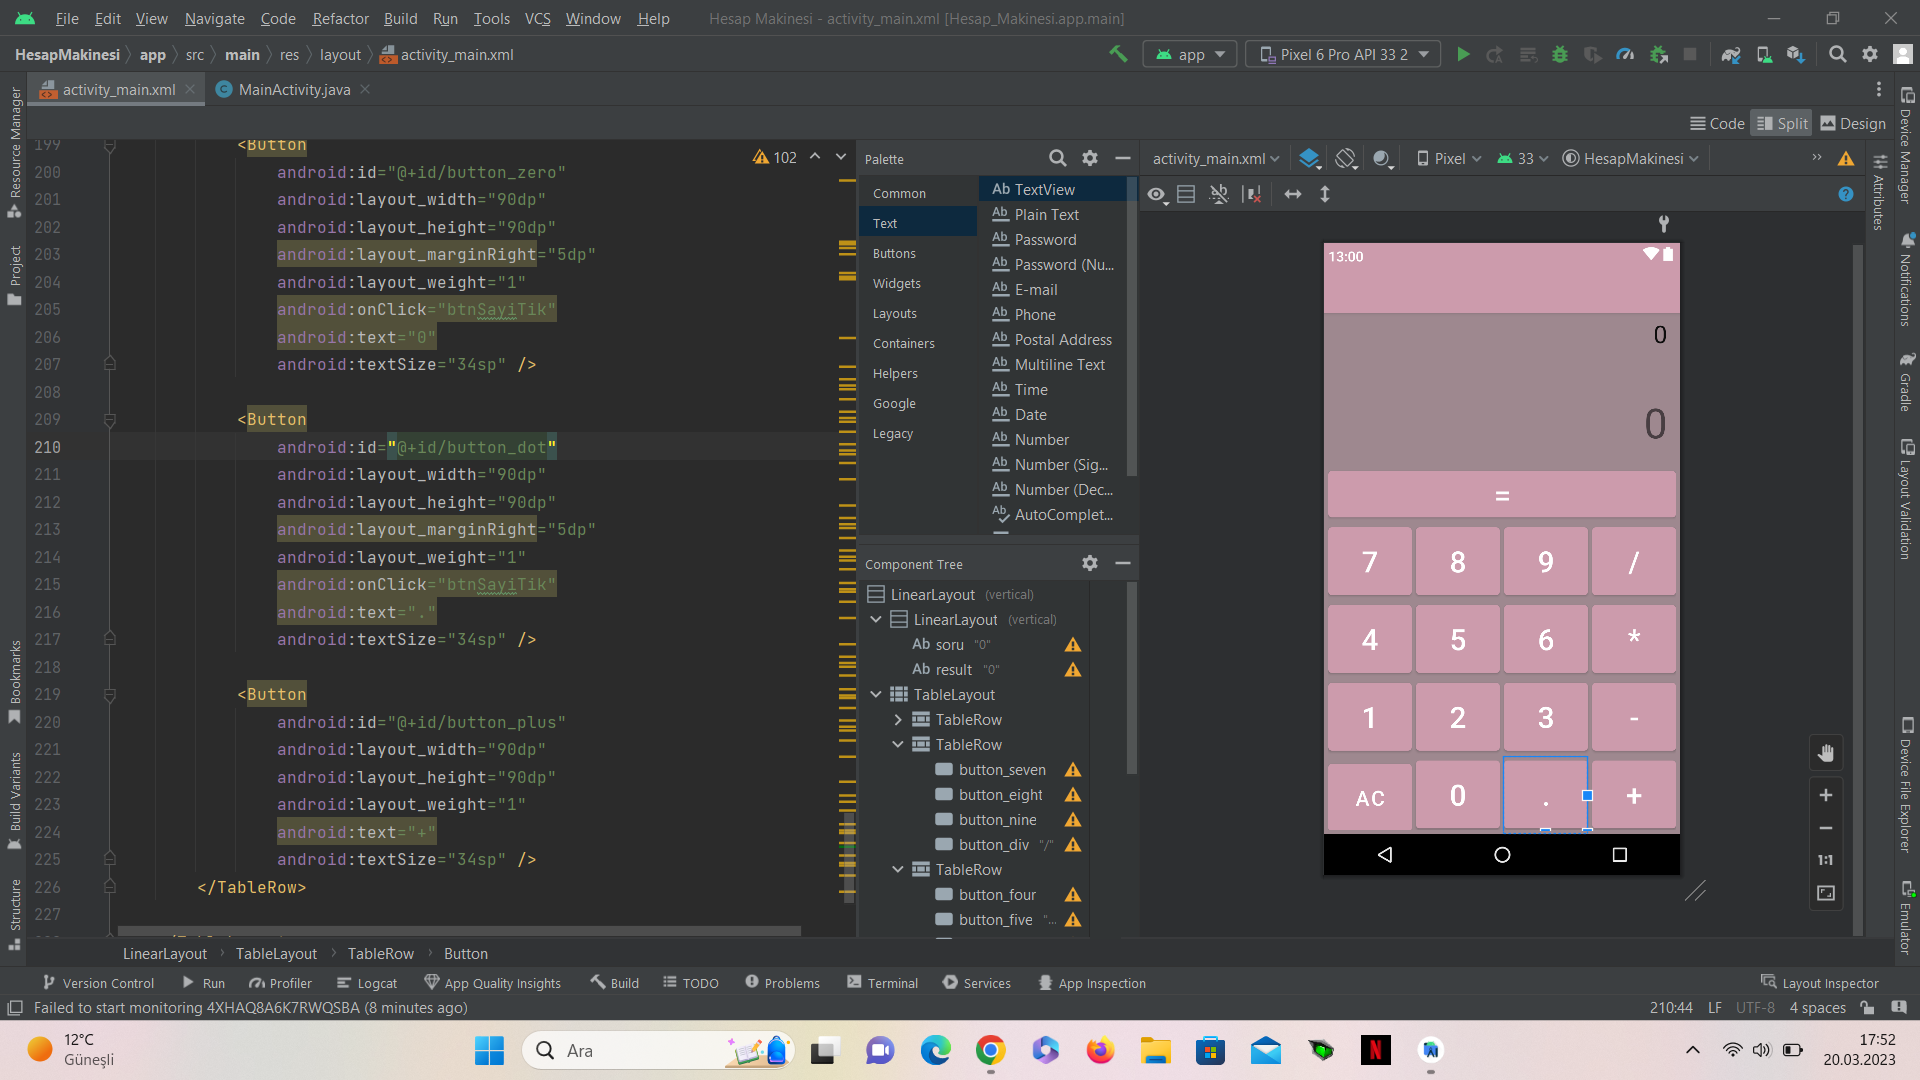 File Edit View Navigate Code Refactor Build Run Tools VCS Window Help Hesap Makinesi - activity_main.xml [Hesap_Makinesi.app.main]
HesapMakinesi app src main res layout activity_main.xml app Pixel 6 Pro API 33 2
activity_main.xml MainActivity.java
Code Split Design
Resource Manager
Project
Bookmarks
Build Variants
Structure
199 <Button
200 android:id="@+id/button_zero"
201 android:layout_width="90dp"
202 android:layout_height="90dp"
203 android:layout_marginRight="5dp"
204 android:layout_weight="1"
205 android:onClick="btnSayiTik"
206 android:text="0"
207 android:textSize="34sp" />
208
209 <Button
210 android:id="@+id/button_dot"
211 android:layout_width="90dp"
212 android:layout_height="90dp"
213 android:layout_marginRight="5dp"
214 android:layout_weight="1"
215 android:onClick="btnSayiTik"
216 android:text="."
217 android:textSize="34sp" />
218
219 <Button
220 android:id="@+id/button_plus"
221 android:layout_width="90dp"
222 android:layout_height="90dp"
223 android:layout_weight="1"
224 android:text="+"
225 android:textSize="34sp" />
226 </TableRow>
227
102
Palette
Common
Text
Buttons
Widgets
Layouts
Containers
Helpers
Google
Legacy
Ab TextView
Ab Plain Text
Ab Password
Ab Password (Nu...
Ab E-mail
Ab Phone
Ab Postal Address
Ab Multiline Text
Ab Time
Ab Date
Ab Number
Ab Number (Sig...
Ab Number (Dec...
Ab AutoComplet...
Component Tree
LinearLayout (vertical)
LinearLayout (vertical)
Ab soru "0"
Ab result "0"
TableLayout
TableRow
TableRow
button_seven
button_eight
button_nine
button_div "/"
TableRow
button_four
button_five "...
activity_main.xml Pixel 33 HesapMakinesi
13:00
0
0
=
7 8 9 /
4 5 6 *
1 2 3 -
AC 0 . +
1:1
Device Manager
Attributes
Notifications
Gradle
Layout Validation
Device File Explorer
Emulator
LinearLayout TableLayout TableRow Button
Version Control Run Profiler Logcat App Quality Insights Build TODO Problems Terminal Services App Inspection Layout Inspector
Failed to start monitoring 4XHAQ8A6K7RWQSBA (8 minutes ago) 210:44 LF UTF-8 4 spaces
12°C
Güneşli
Ara
N
17:52
20.03.2023